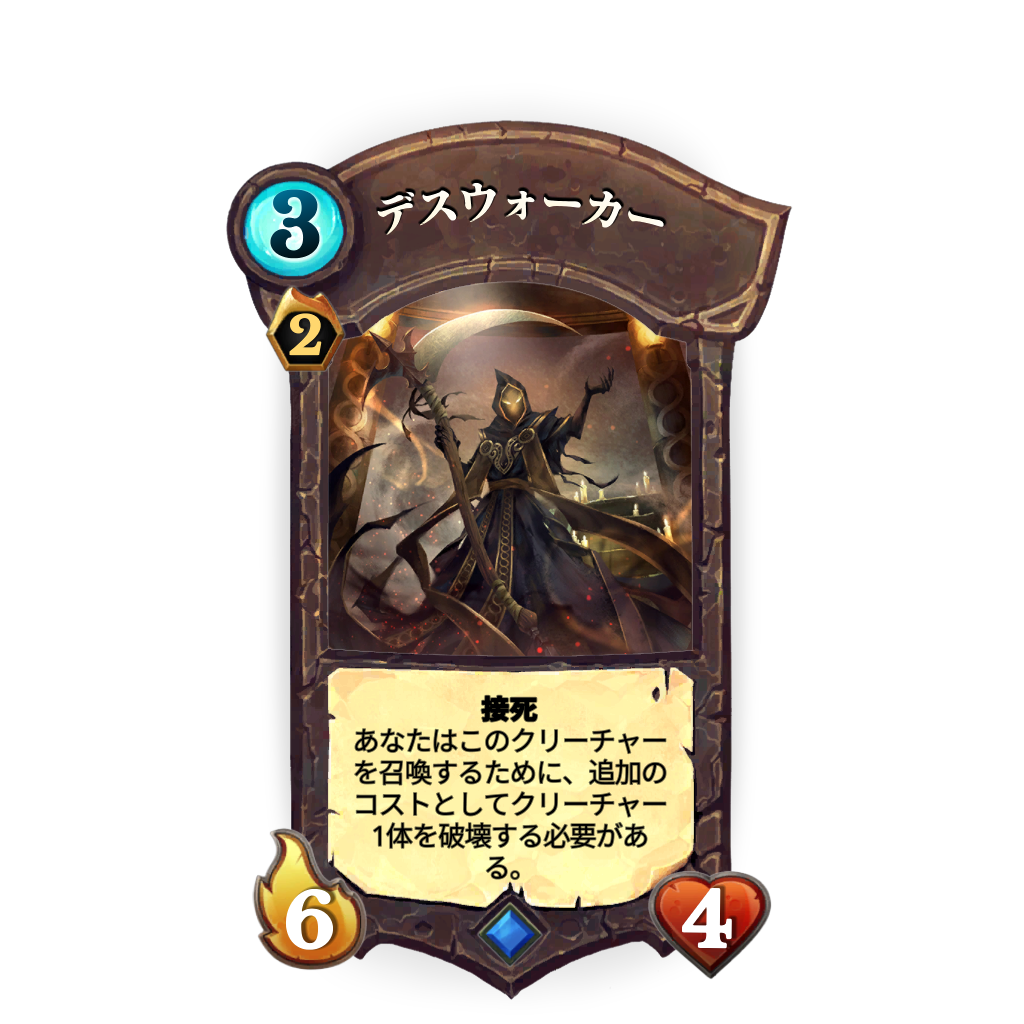 デスウォーカー
3
2
接死
あなたはこのクリーチャー
を召喚するために、追加の
コストとしてクリーチャー
1体を破壊する必要があ
る。
6
4